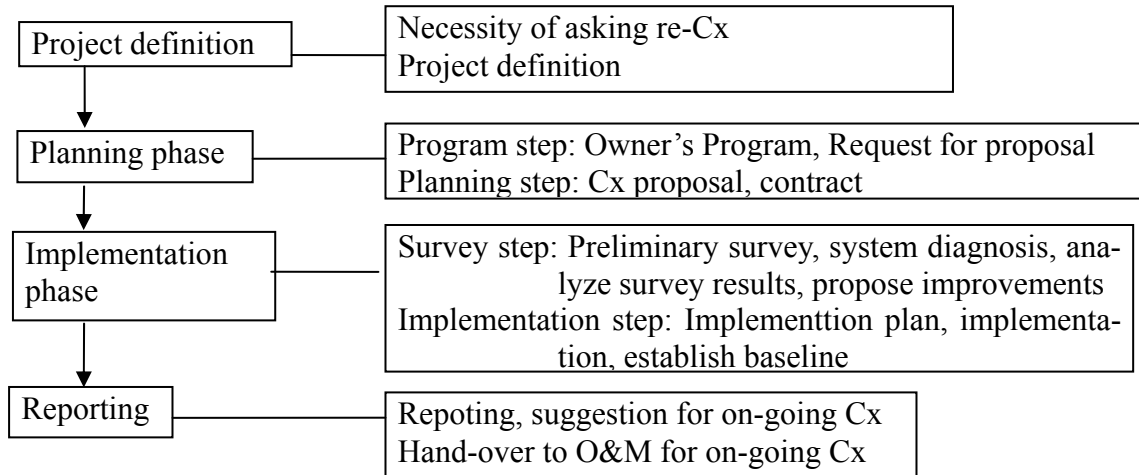 Project definition
Necessity of asking re-Cx
Project definition
Planning phase
Program step: Owner’s Program, Request for proposal
Planning step: Cx proposal, contract
Implementation
phase
Survey step: Preliminary survey, system diagnosis, ana-
lyze survey results, propose improvements
Implementation step: Implementtion plan, implementa-
tion, establish baseline
Reporting
Repoting, suggestion for on-going Cx
Hand-over to O&M for on-going Cx